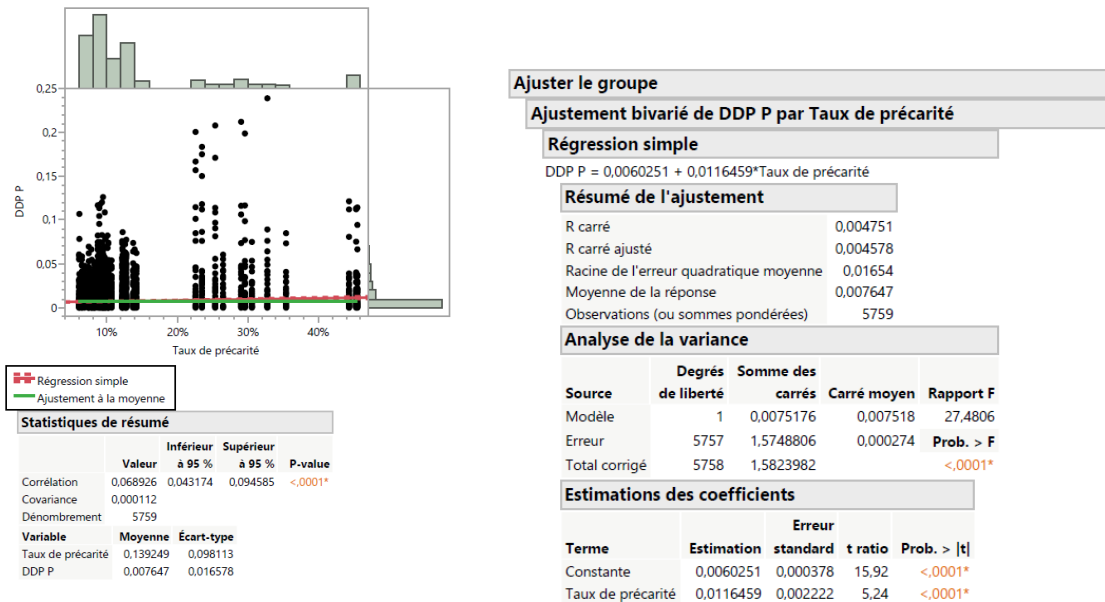 0,25
0,2
0,15
0,1
0,05
0
DDP P
10% 20% 30% 40%
Taux de précarité
Régression simple
Ajustement à la moyenne
Statistiques de résumé
Inférieur Supérieur
Valeur à 95 % à 95 % P-value
Corrélation 0,068926 0,043174 0,094585 <,0001*
Covariance 0,000112
Dénombrement 5759
Variable Moyenne Écart-type
Taux de précarité 0,139249 0,098113
DDP P 0,007647 0,016578
Ajuster le groupe
Ajustement bivarié de DDP P par Taux de précarité
Régression simple
DDP P = 0,0060251 + 0,0116459*Taux de précarité
Résumé de l'ajustement
R carré 0,004751
R carré ajusté 0,004578
Racine de l'erreur quadratique moyenne 0,01654
Moyenne de la réponse 0,007647
Observations (ou sommes pondérées) 5759
Analyse de la variance
Degrés Somme des
Source de liberté carrés Carré moyen Rapport F
Modèle 1 0,0075176 0,007518 27,4806
Erreur 5757 1,5748806 0,000274 Prob. > F
Total corrigé 5758 1,5823982 <,0001*
Estimations des coefficients
Erreur
Terme Estimation standard t ratio Prob. > |t|
Constante 0,0060251 0,000378 15,92 <,0001*
Taux de précarité 0,0116459 0,002222 5,24 <,0001*